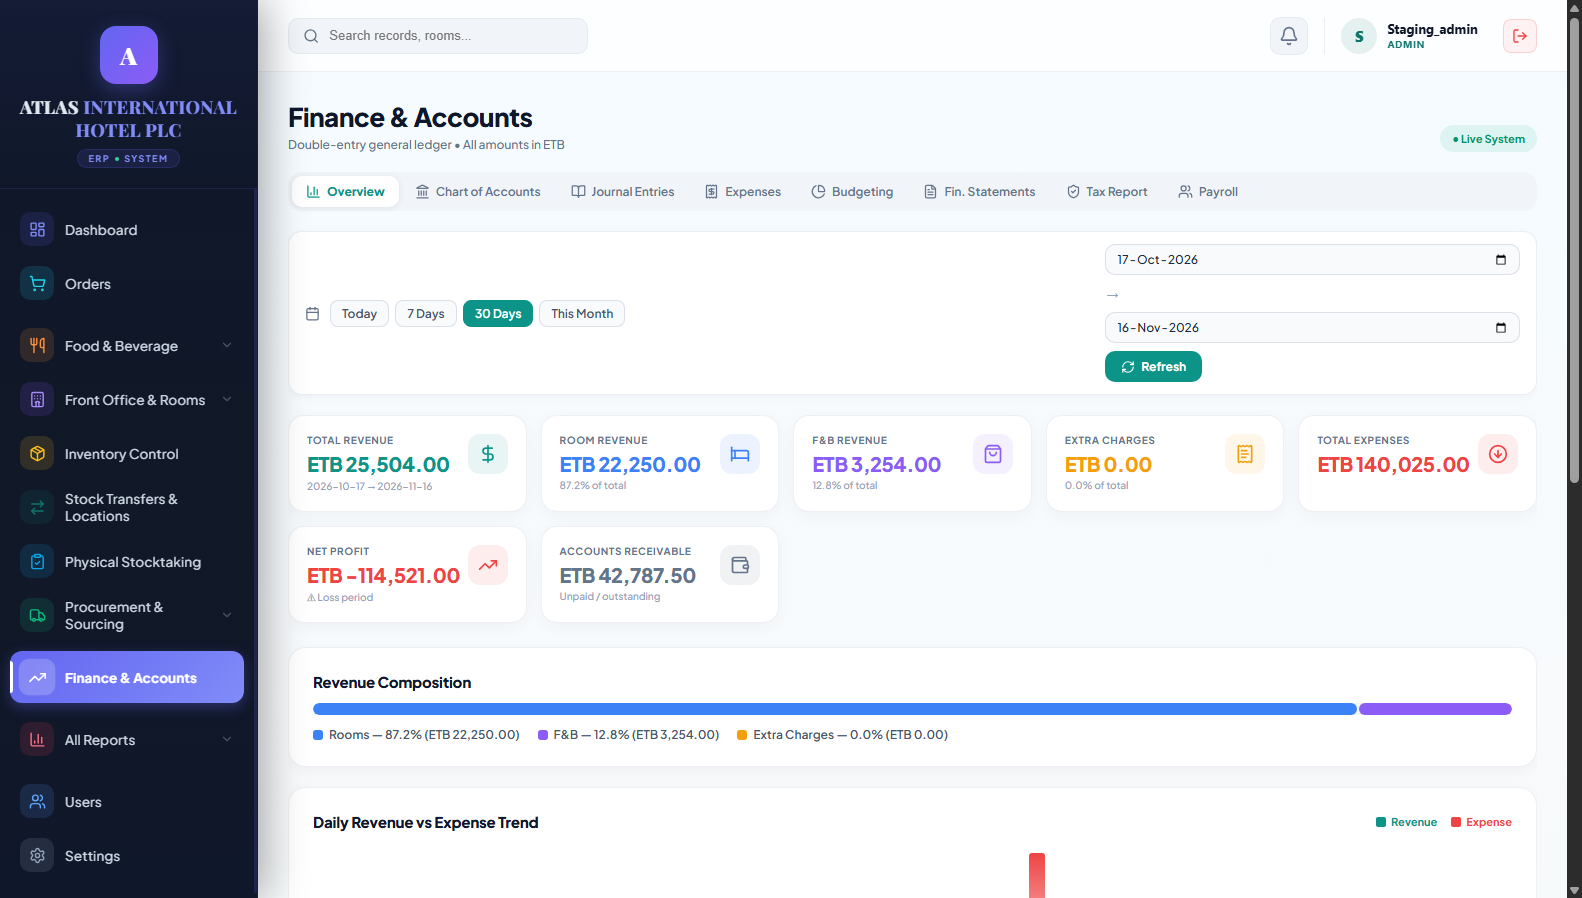 A
ATLAS INTERNATIONAL
HOTEL PLC
ERP • SYSTEM
Dashboard
Orders
Food & Beverage
Front Office & Rooms
Inventory Control
Stock Transfers &
Locations
Physical Stocktaking
Procurement &
Sourcing
Finance & Accounts
All Reports
Users
Settings
Search records, rooms...
S
Staging_admin
ADMIN
Finance & Accounts
Double-entry general ledger • All amounts in ETB
• Live System
Overview
Chart of Accounts
Journal Entries
Expenses
Budgeting
Fin. Statements
Tax Report
Payroll
Today
7 Days
30 Days
This Month
17-Oct-2026
→
16-Nov-2026
Refresh
TOTAL REVENUE
ETB 25,504.00
2026-10-17 → 2026-11-16
ROOM REVENUE
ETB 22,250.00
87.2% of total
F&B REVENUE
ETB 3,254.00
12.8% of total
EXTRA CHARGES
ETB 0.00
0.0% of total
TOTAL EXPENSES
ETB 140,025.00
NET PROFIT
ETB -114,521.00
⚠ Loss period
ACCOUNTS RECEIVABLE
ETB 42,787.50
Unpaid / outstanding
Revenue Composition
Rooms — 87.2% (ETB 22,250.00)
F&B — 12.8% (ETB 3,254.00)
Extra Charges — 0.0% (ETB 0.00)
Daily Revenue vs Expense Trend
Revenue
Expense